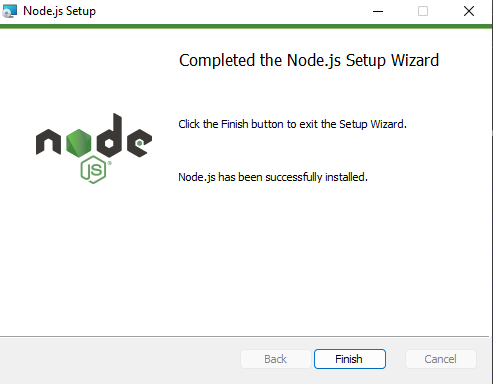 Node.js Setup
Completed the Node.js Setup Wizard
Click the Finish button to exit the Setup Wizard.
node
JS®
Node.js has been successfully installed.
Back
Finish
Cancel